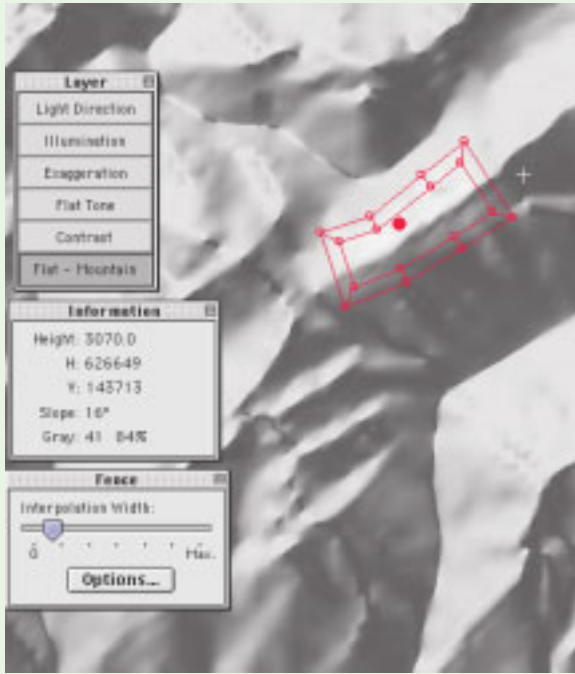 Layer
Light Direction
Illumination
Exaggeration
Flat Tone
Contrast
Flat - Mountain
Information
Height: 3070.0
H: 626649
Y: 143713
Slope: 16°
Gray: 41 84%
Fence
Interpolation Width:
0 Max.
Options...